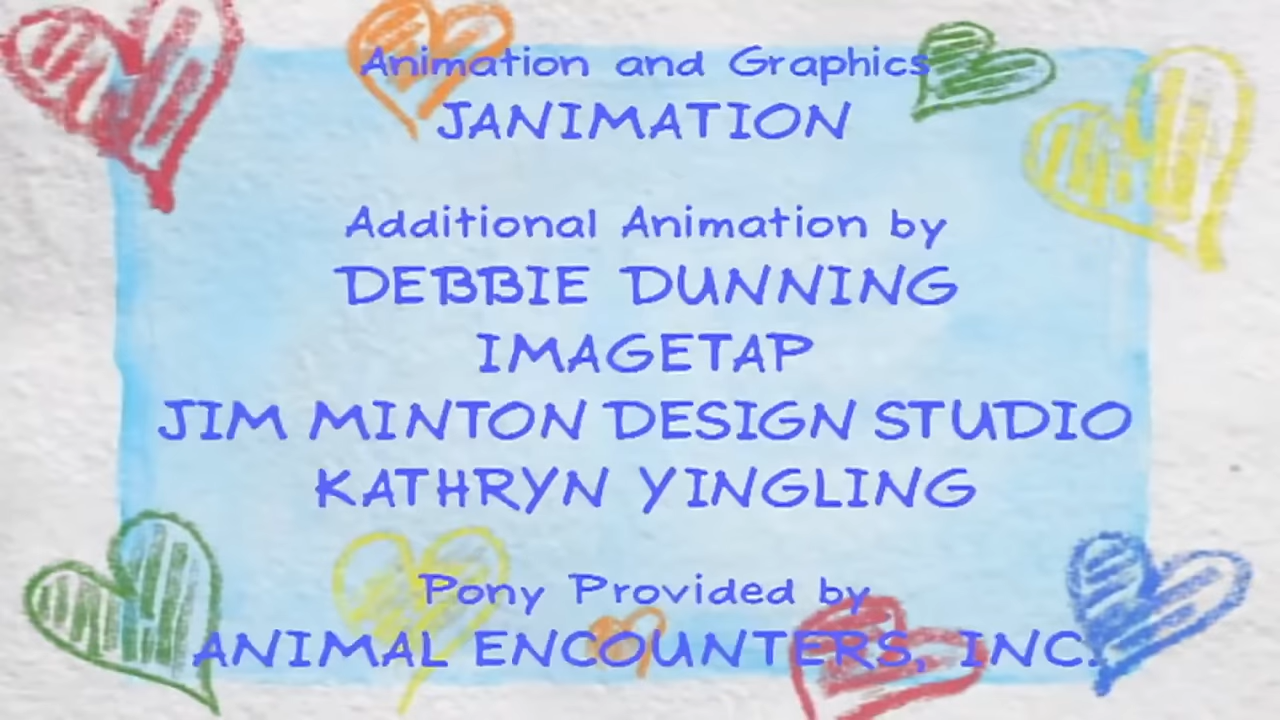 Animation and Graphics
JANIMATION
Additional Animation by
DEBBIE DUNNING
IMAGETAP
JIM MINTON DESIGN STUDIO
KATHRYN YINGLING
Pony Provided by
ANIMAL ENCOUNTERS, INC.